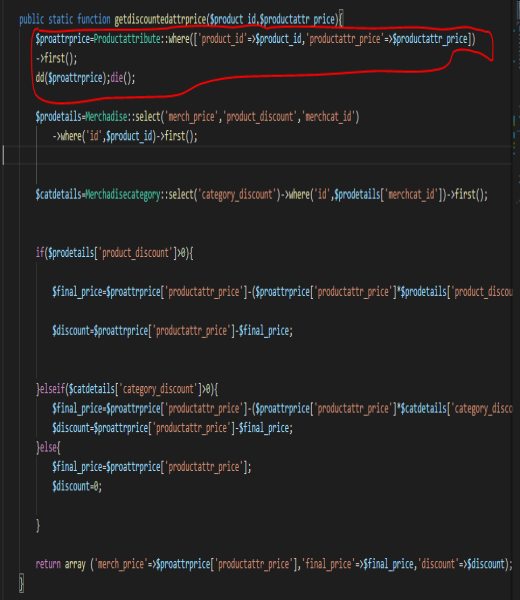 public static function getdiscountedattrprice($product_id,$productattr_price){
$proattrprice=Productattribute::where(['product_id'=>$product_id,'productattr_price'=>$productattr_price])
->first();
dd($proattrprice);die();
$prodetails=Merchadise::select('merch_price','product_discount','merchcat_id')
->where('id',$product_id)->first();
$catdetails=Merchadisecategory::select('category_discount')->where('id',$prodetails['merchcat_id'])->first();
if($prodetails['product_discount']>0){
$final_price=$proattrprice['productattr_price']-($proattrprice['productattr_price']*$prodetails['product_discou
$discount=$proattrprice['productattr_price']-$final_price;
}elseif($catdetails['category_discount']>0){
$final_price=$proattrprice['productattr_price']-($proattrprice['productattr_price']*$catdetails['category_disco
$discount=$proattrprice['productattr_price']-$final_price;
}else{
$final_price=$proattrprice['productattr_price'];
$discount=0;
}
return array ('merch_price'=>$proattrprice['productattr_price'],'final_price'=>$final_price,'discount'=>$discount);
}